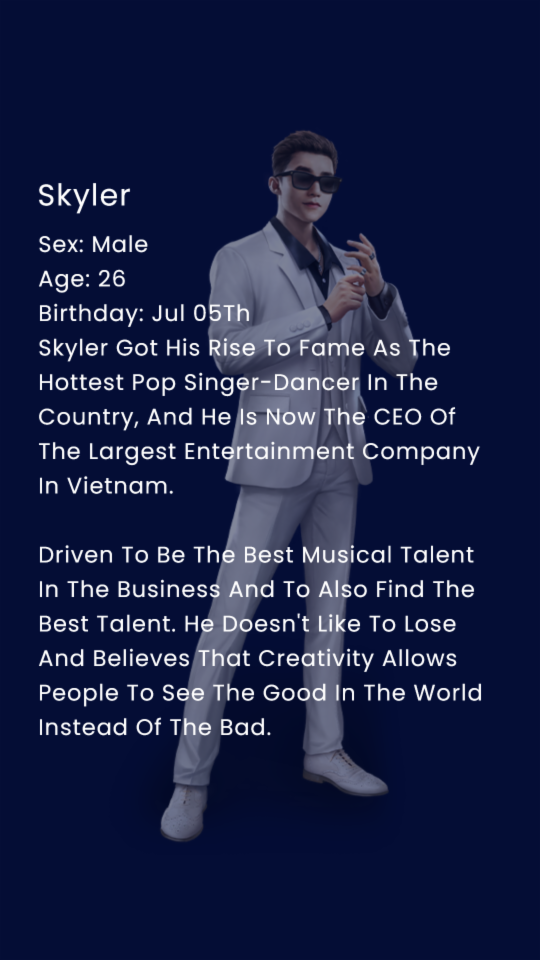 Skyler
Sex: Male
Age: 26
Birthday: Jul 05Th
Skyler Got His Rise To Fame As The
Hottest Pop Singer-Dancer In The
Country, And He Is Now The CEO Of
The Largest Entertainment Company
In Vietnam.
Driven To Be The Best Musical Talent
In The Business And To Also Find The
Best Talent. He Doesn't Like To Lose
And Believes That Creativity Allows
People To See The Good In The World
Instead Of The Bad.